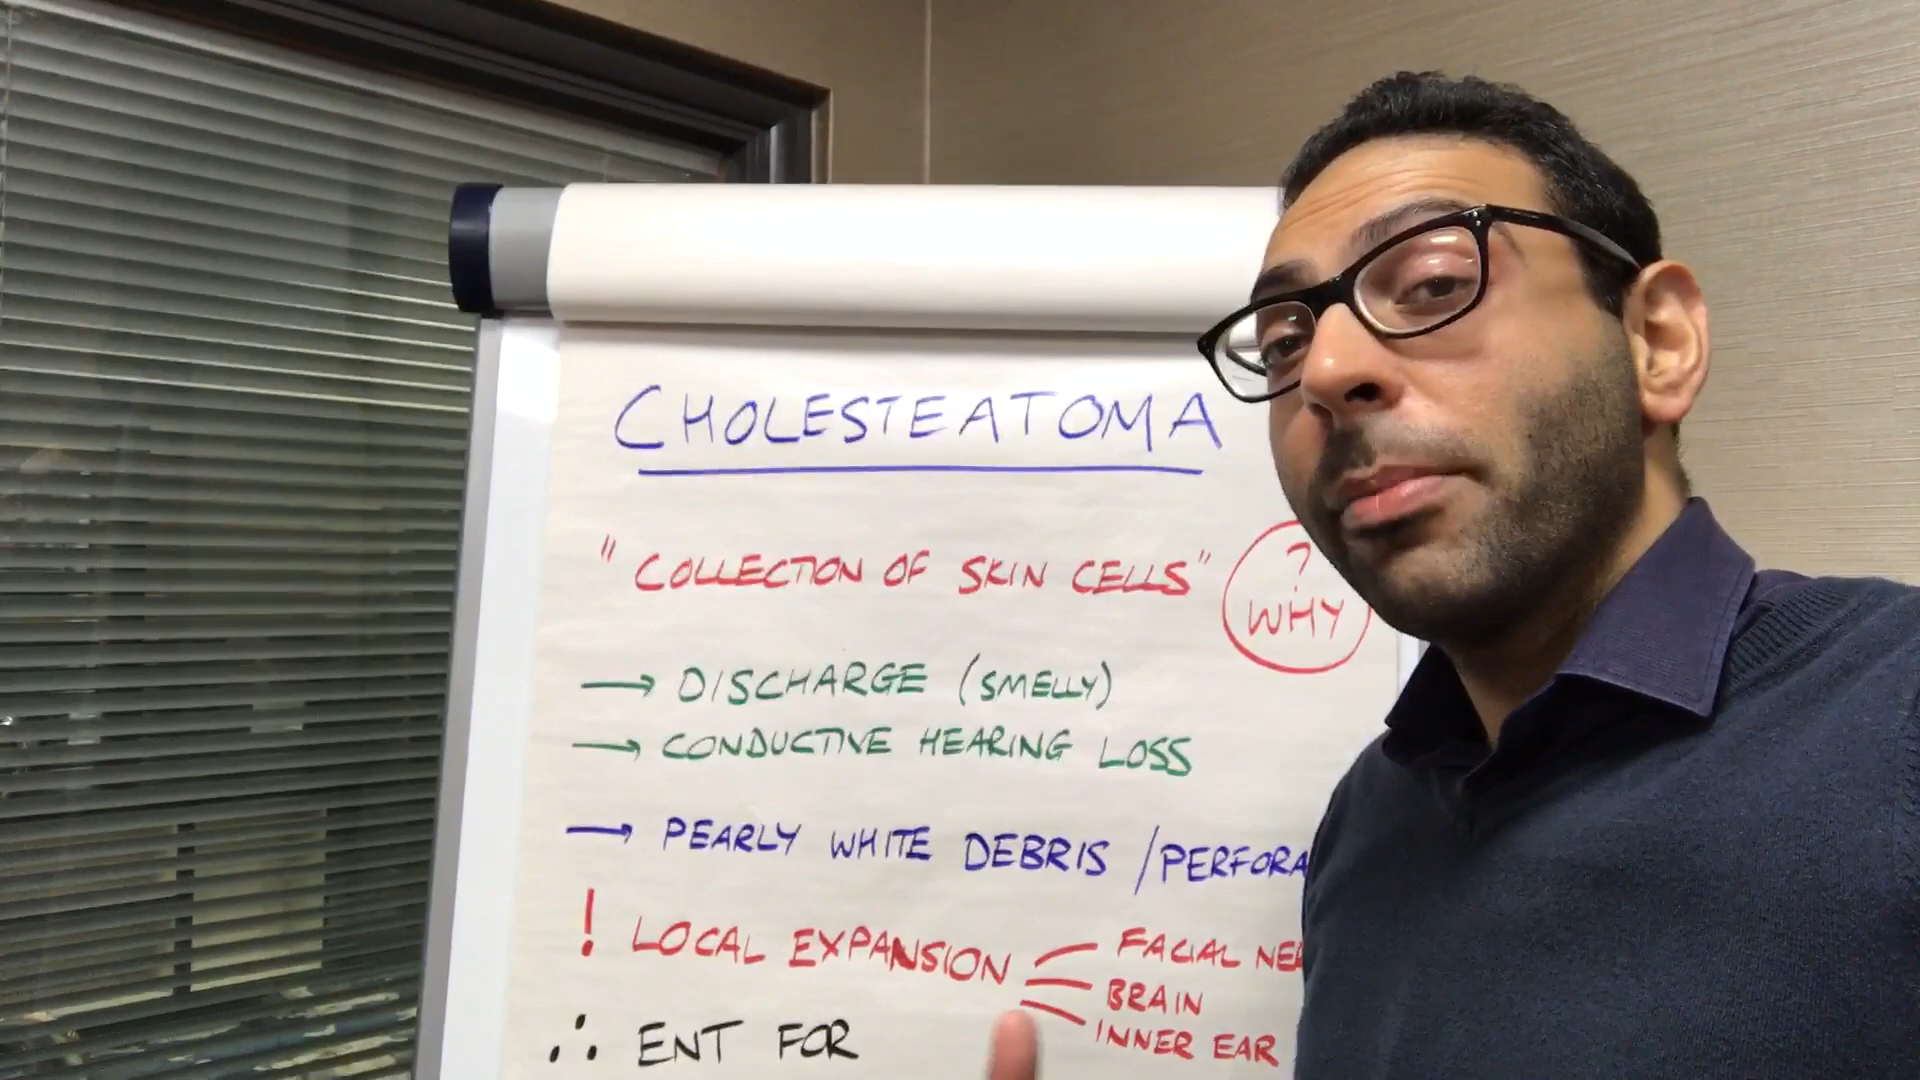 CHOLESTEATOMA
"COLLECTION OF SKIN CELLS"
? WHY
→ DISCHARGE (SMELLY)
→ CONDUCTIVE HEARING LOSS
→ PEARLY WHITE DEBRIS /PERFORA
! LOCAL EXPANSION
FACIAL NE
BRAIN
INNER EAR
∴ ENT FOR